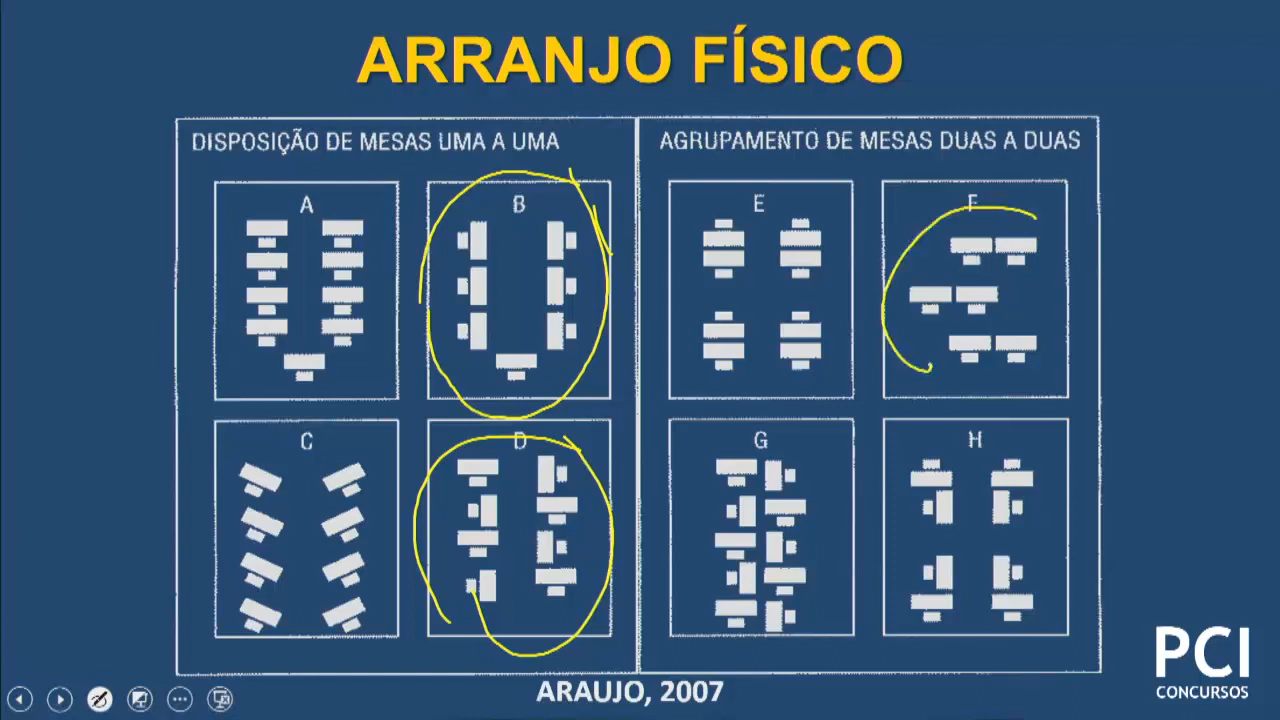 ARRANJO FÍSICO
DISPOSIÇÃO DE MESAS UMA A UMA
AGRUPAMENTO DE MESAS DUAS A DUAS
A
B
E
F
C
D
G
H
ARAUJO, 2007
PCI
CONCURSOS